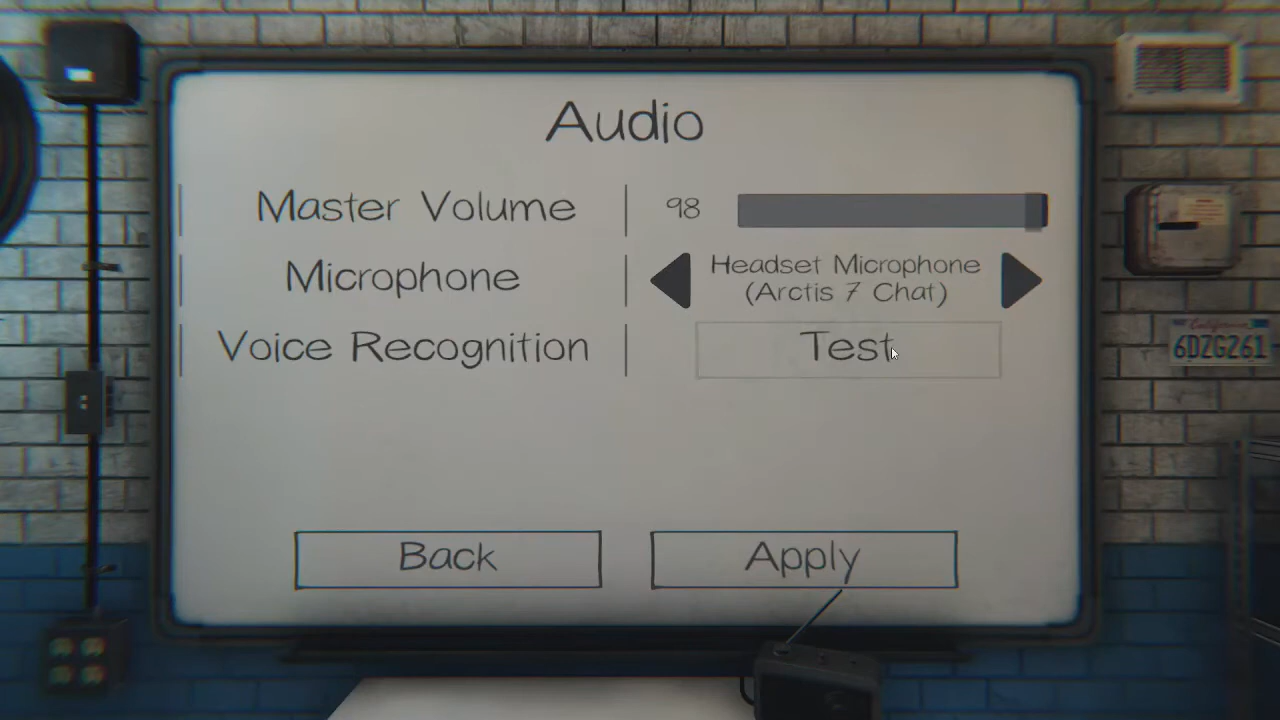 Audio
Master Volume 98
Microphone Headset Microphone
(Arctis 7 Chat)
Voice Recognition Test
Back Apply
California
6DZG261